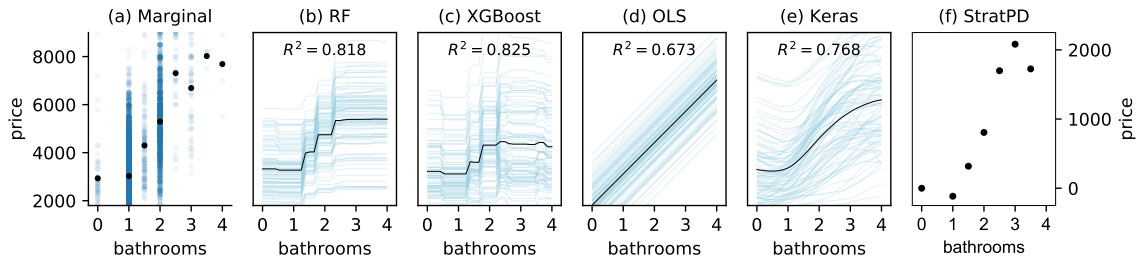 (a) Marginal (b) RF (c) XGBoost (d) OLS (e) Keras (f) StratPD
R² = 0.818 R² = 0.825 R² = 0.673 R² = 0.768
price
8000
6000
4000
2000
2000
1000
0
price
0 1 2 3 4 0 1 2 3 4 0 1 2 3 4 0 1 2 3 4 0 1 2 3 4 0 1 2 3 4
bathrooms bathrooms bathrooms bathrooms bathrooms bathrooms